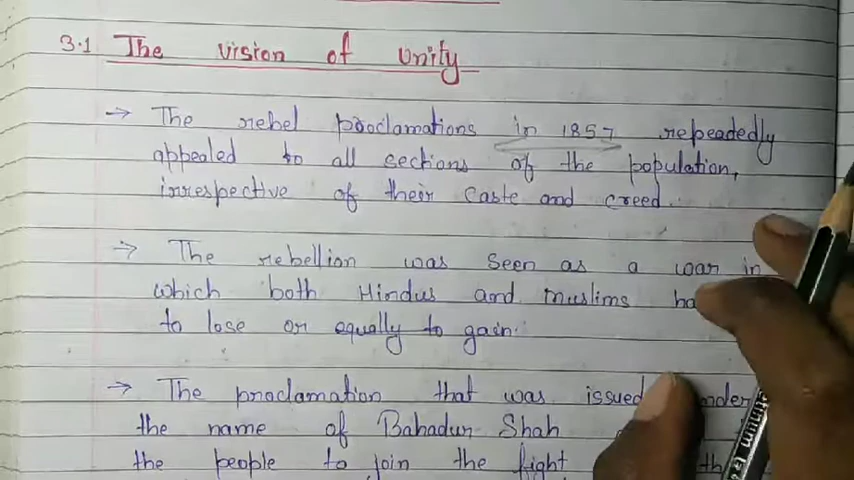 3.1 The vision of Unity
→ The rebel proclamations in 1857 repeadedly
appealed to all sections of the population,
irrespective of their caste and creed.
→ The rebellion was seen as a war in
which both Hindus and muslims ha
to lose or equally to gain.
→ The proclamation that was issued under
the name of Bahadur Shah
the people to join the fight